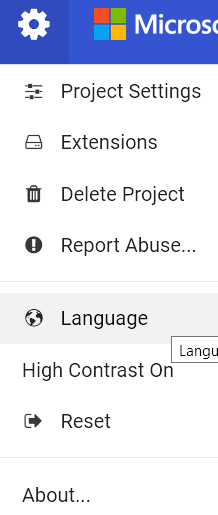 Microso
Project Settings
Extensions
Delete Project
Report Abuse...
Language
Langu
High Contrast On
Reset
About...